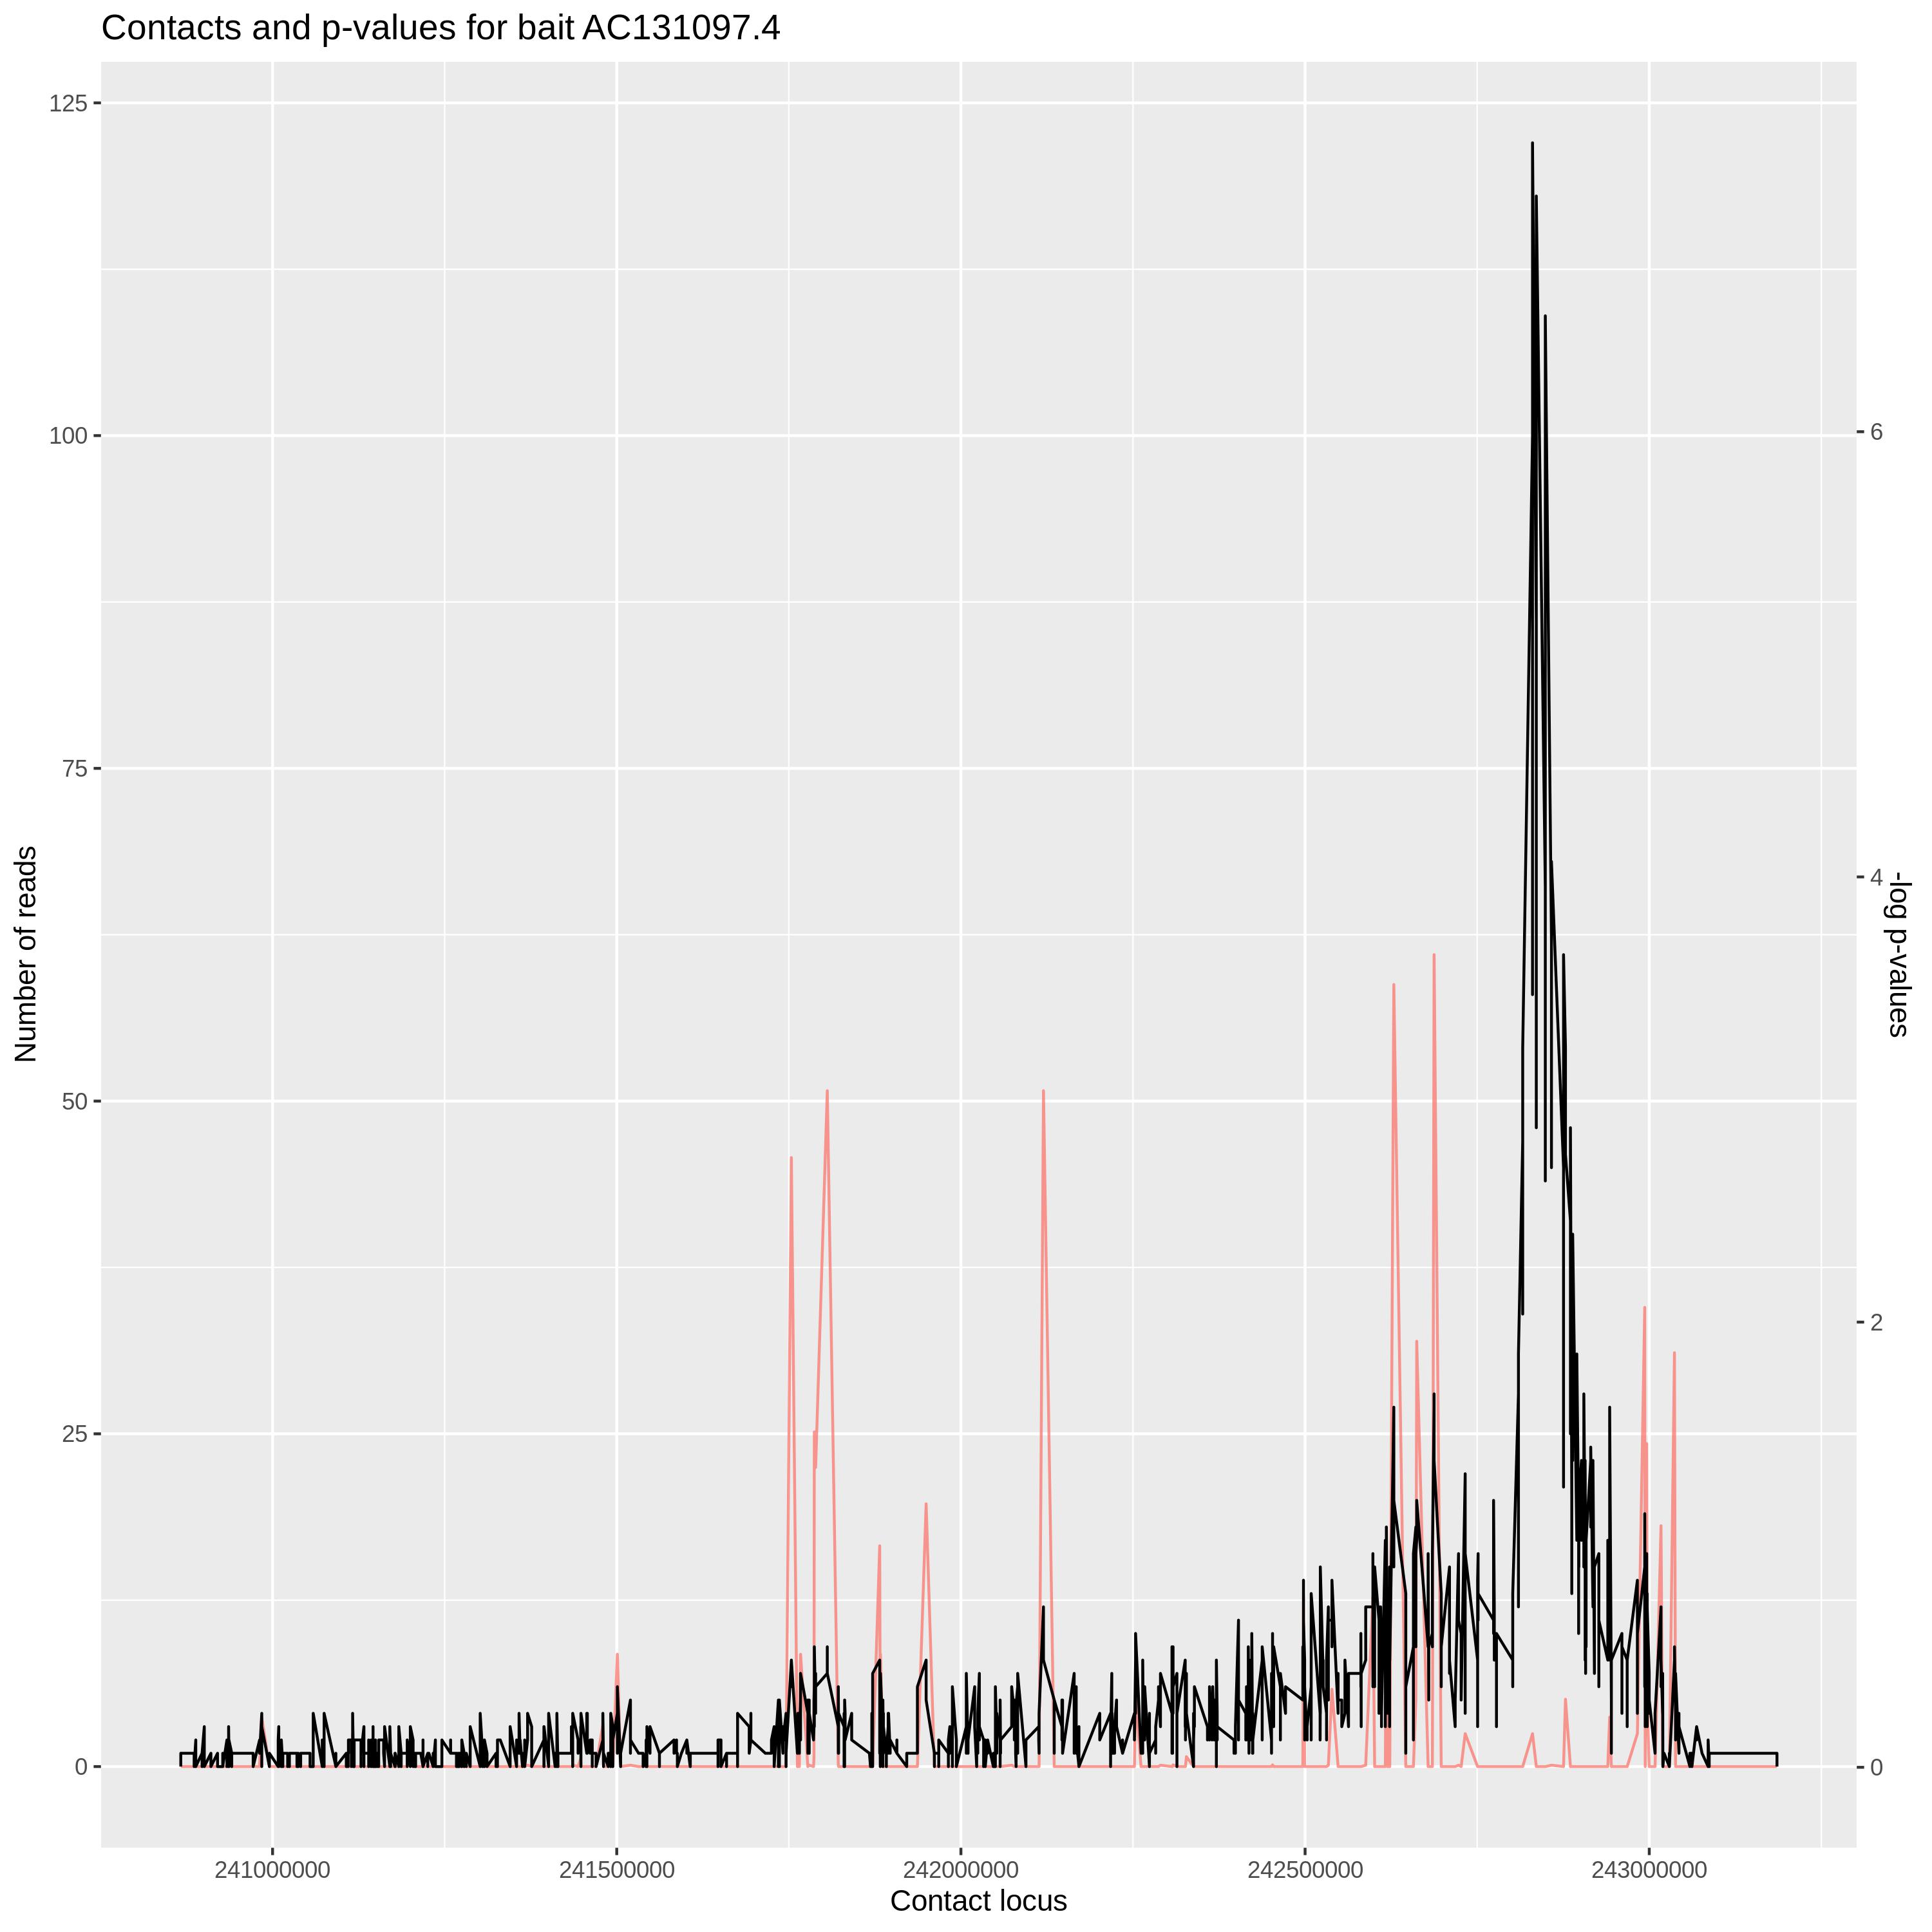 Contacts and p-values for bait AC131097.4
125
100
75
50
25
0
Number of reads
6
4
2
0
-log p-values
241000000 241500000 242000000 242500000 243000000
Contact locus